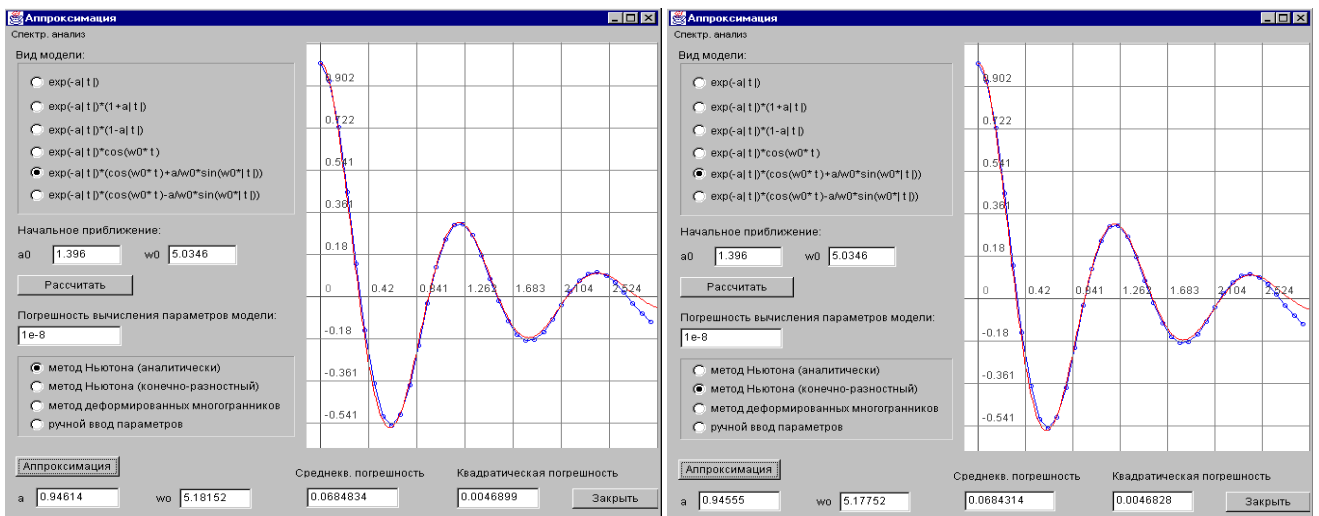 Аппроксимация
Спектр. анализ
Вид модели:
exp(-a| t |)
exp(-a| t |)*(1+a| t |)
exp(-a| t |)*(1-a| t |)
exp(-a| t |)*cos(w0* t )
exp(-a| t |)*(cos(w0* t )+a/w0*sin(w0*| t |))
exp(-a| t |)*(cos(w0* t )-a/w0*sin(w0*| t |))
Начальное приближение:
a0 1.396 w0 5.0346
Рассчитать
Погрешность вычисления параметров модели:
1e-8
метод Ньютона (аналитически)
метод Ньютона (конечно-разностный)
метод деформированных многогранников
ручной ввод параметров
Аппроксимация
a 0.94614 wo 5.18152
0.902
0.722
0.541
0.361
0.18
0 0.42 0.841 1.262 1.683 2.104 2.524
-0.18
-0.361
-0.541
Среднекв. погрешность Квадратическая погрешность
0.0684834 0.0046899 Закрыть
Аппроксимация
Спектр. анализ
Вид модели:
exp(-a| t |)
exp(-a| t |)*(1+a| t |)
exp(-a| t |)*(1-a| t |)
exp(-a| t |)*cos(w0* t )
exp(-a| t |)*(cos(w0* t )+a/w0*sin(w0*| t |))
exp(-a| t |)*(cos(w0* t )-a/w0*sin(w0*| t |))
Начальное приближение:
a0 1.396 w0 5.0346
Рассчитать
Погрешность вычисления параметров модели:
1e-8
метод Ньютона (аналитически)
метод Ньютона (конечно-разностный)
метод деформированных многогранников
ручной ввод параметров
Аппроксимация
a 0.94555 wo 5.17752
0.902
0.722
0.541
0.361
0.18
0 0.42 0.841 1.262 1.683 2.104 2.524
-0.18
-0.361
-0.541
Среднекв. погрешность Квадратическая погрешность
0.0684314 0.0046828 Закрыть